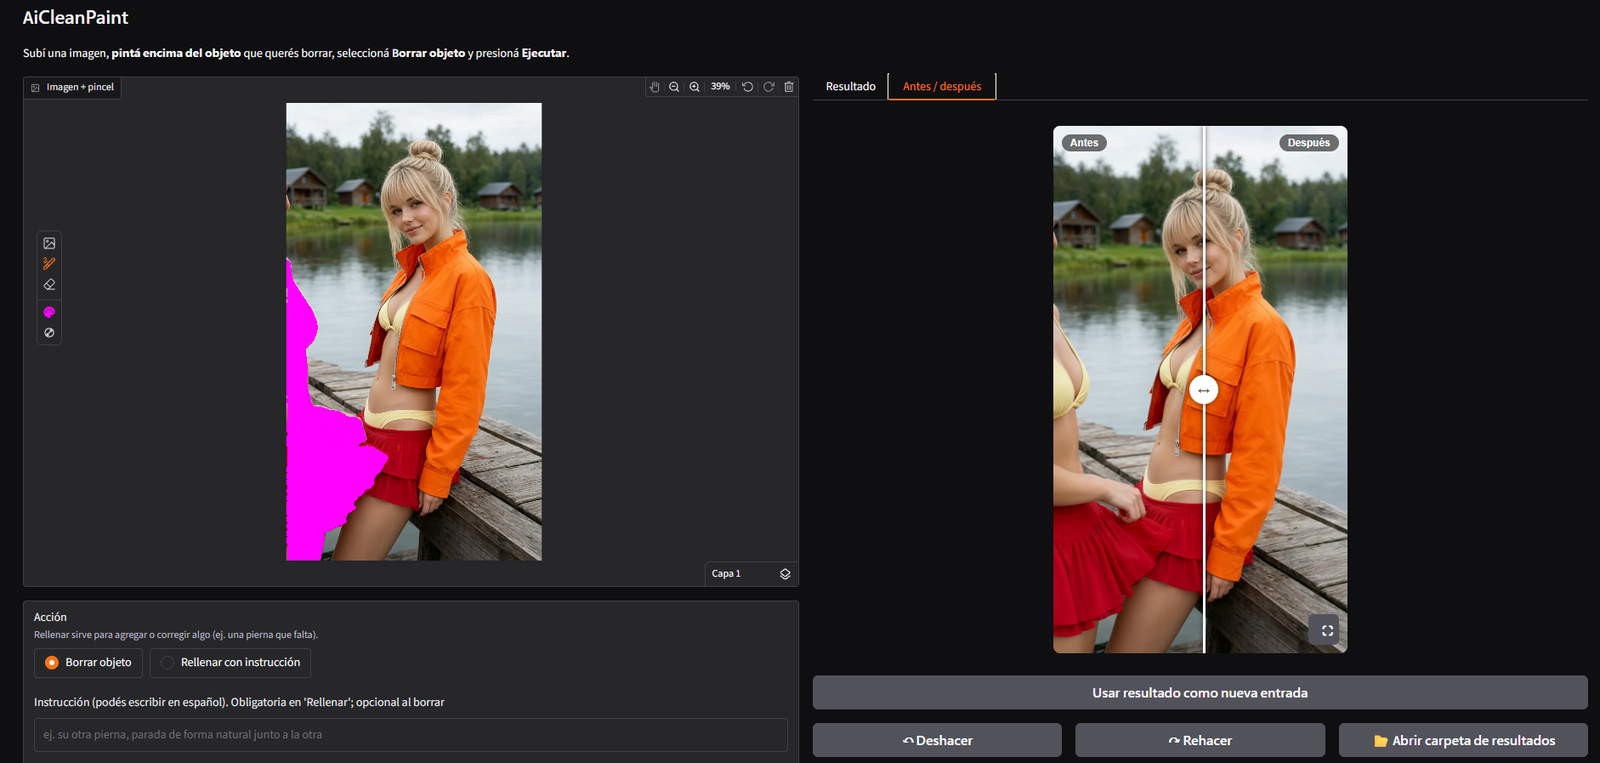 AiCleanPaint
Subí una imagen, pintá encima del objeto que querés borrar, seleccioná Borrar objeto y presioná Ejecutar.
Imagen + pincel
39%
Capa 1
Acción
Rellenar sirve para agregar o corregir algo (ej. una pierna que falta).
Borrar objeto
Rellenar con instrucción
Instrucción (podés escribir en español). Obligatoria en 'Rellenar'; opcional al borrar
ej. su otra pierna, parada de forma natural junto a la otra
Resultado
Antes / después
Antes
Después
Usar resultado como nueva entrada
Deshacer
Rehacer
Abrir carpeta de resultados